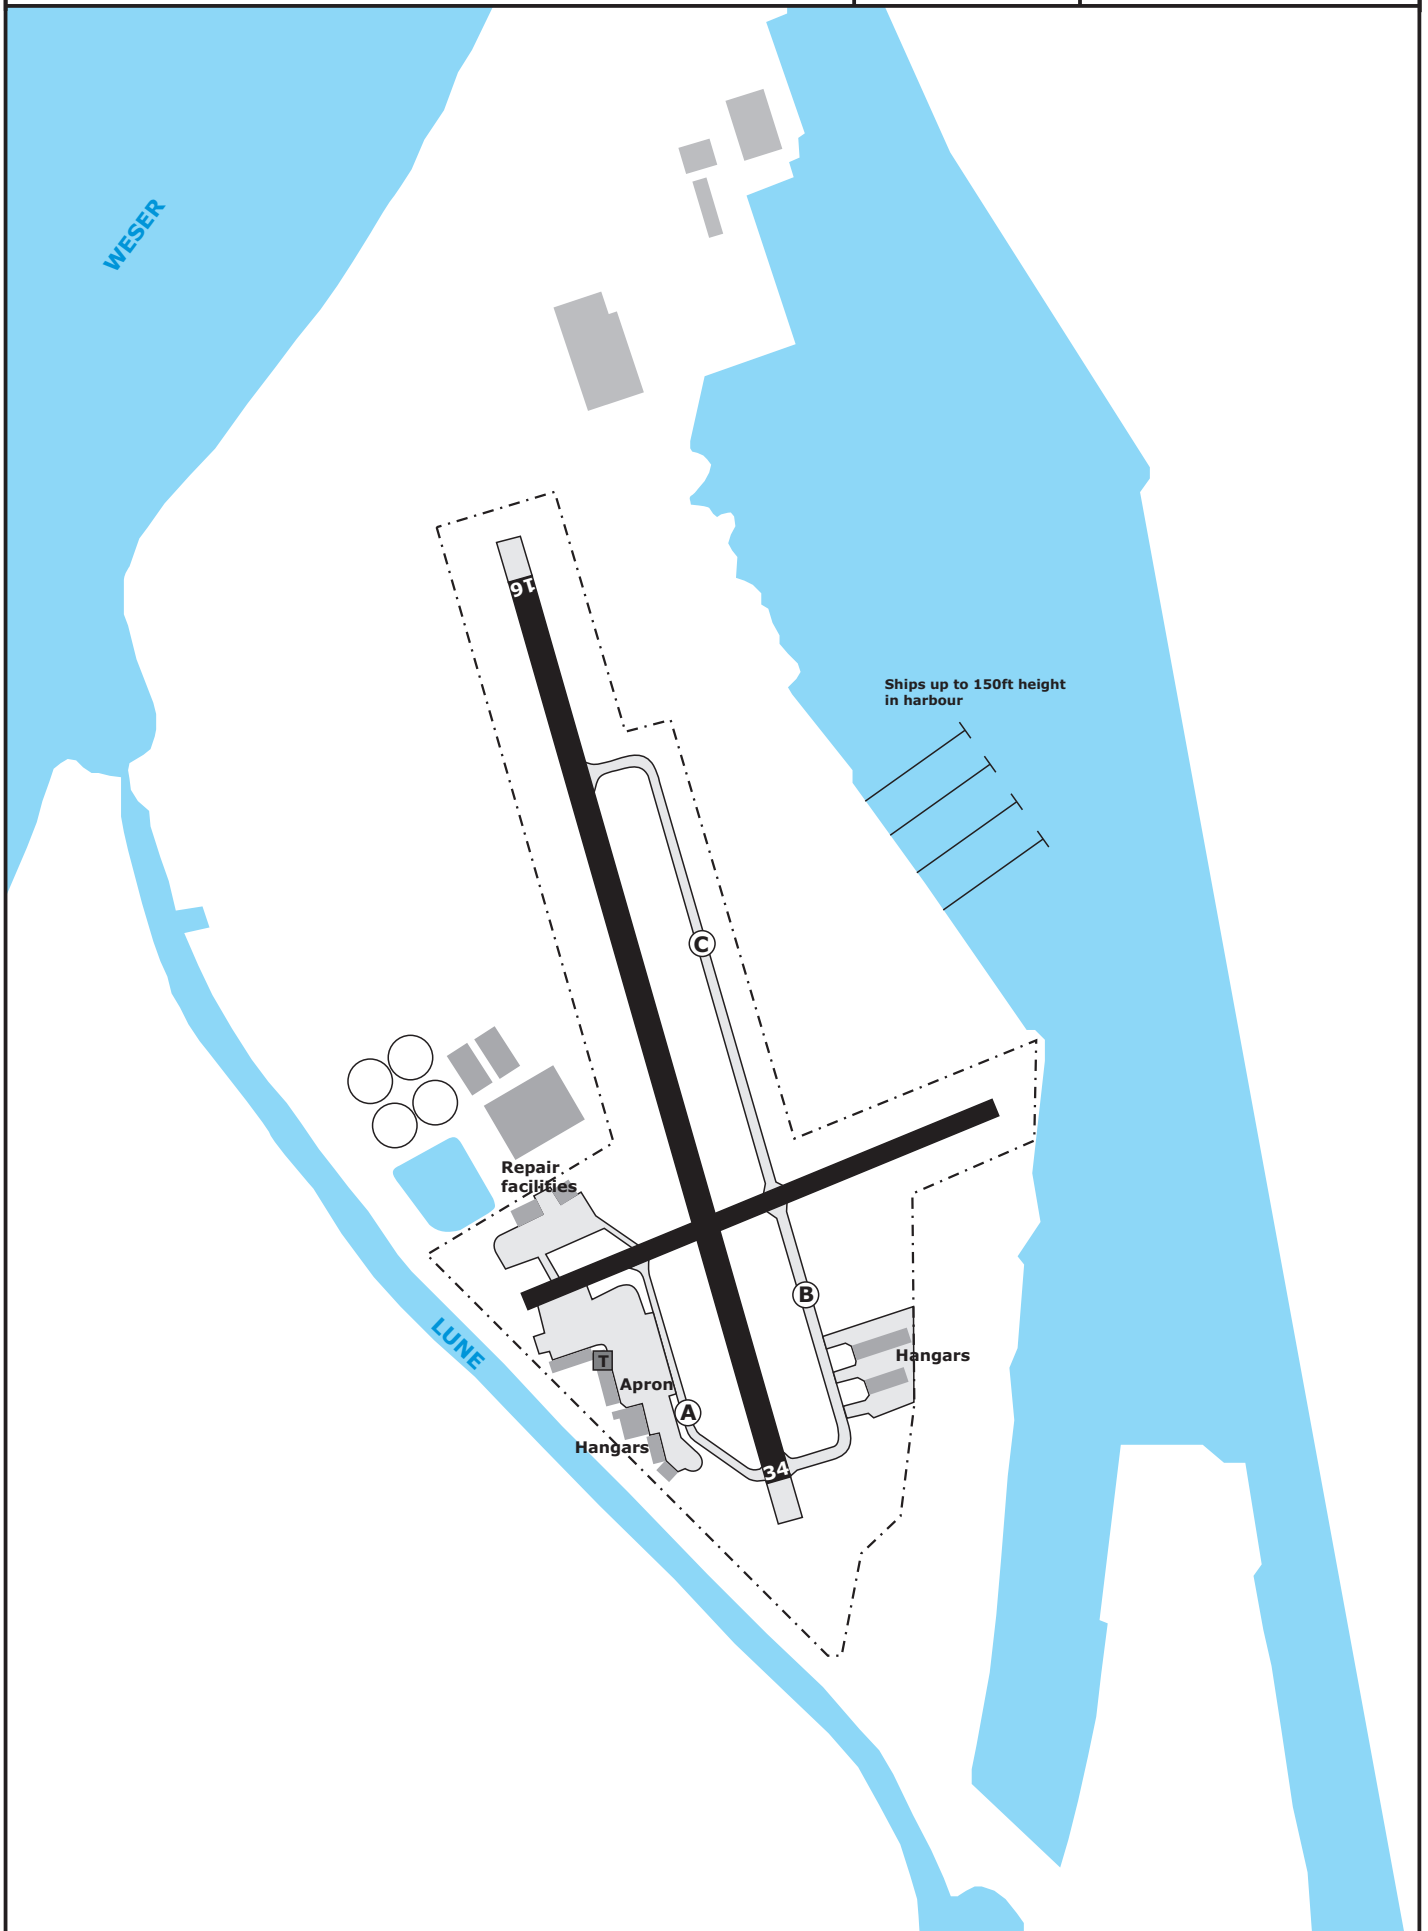 WESER
16
Ships up to 150ft height
in harbour
C
Repair
facilities
B
LUNE
T
Hangars
Apron
A
Hangars
34